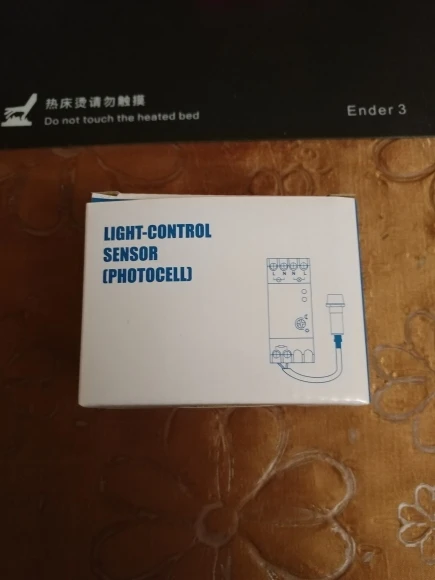 热床烫请勿触摸
Do not touch the heated bed
Ender 3
LIGHT-CONTROL
SENSOR
(PHOTOCELL)
L N N L